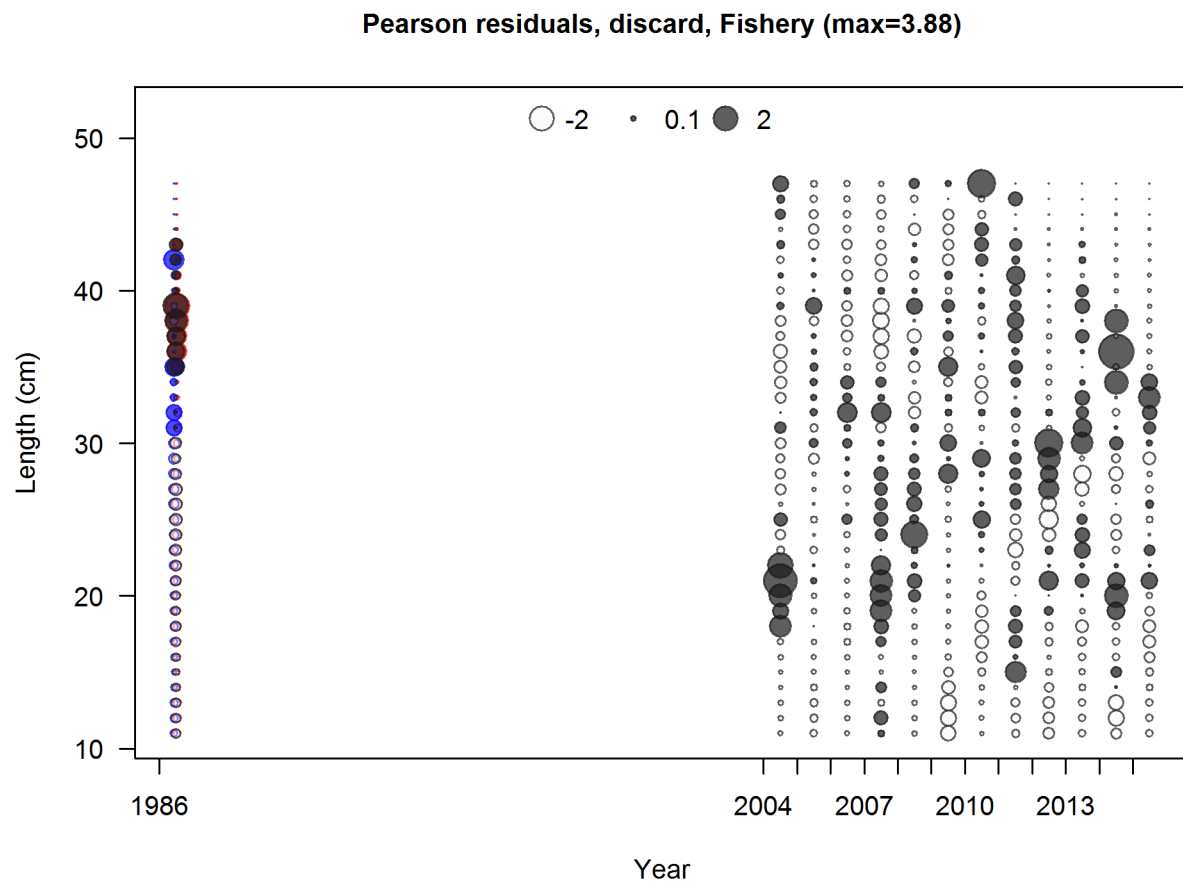 Pearson residuals, discard, Fishery (max=3.88)
-2 0.1 2
50
40
30
20
10
Length (cm)
1986 2004 2007 2010 2013
Year